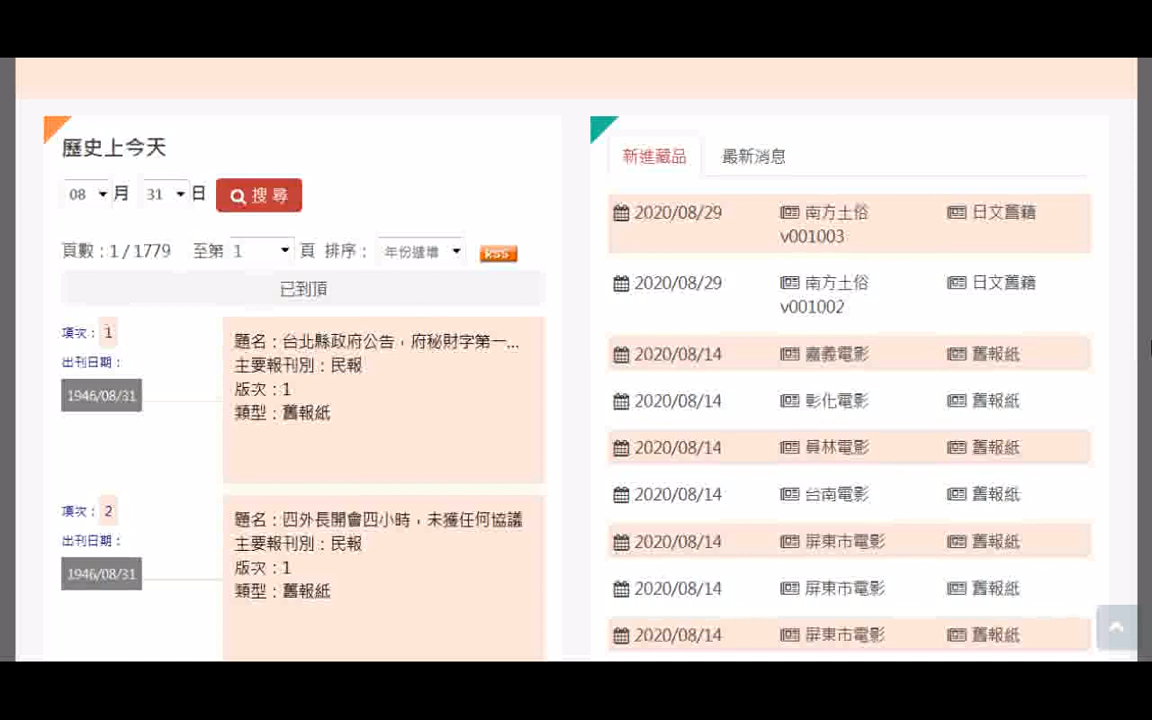 歷史上今天
08 月 31 日 搜尋
頁數：1 / 1779 至第 1 頁 排序： 年份遞增 RSS
已到頂
項次： 1
出刊日期：
1946/08/31
題名：台北縣政府公告，府秘財字第一...
主要報刊別：民報
版次：1
類型：舊報紙
項次： 2
出刊日期：
1946/08/31
題名：四外長開會四小時，未獲任何協議
主要報刊別：民報
版次：1
類型：舊報紙
新進藏品 最新消息
2020/08/29 南方土俗 日文舊籍
v001003
2020/08/29 南方土俗 日文舊籍
v001002
2020/08/14 嘉義電影 舊報紙
2020/08/14 彰化電影 舊報紙
2020/08/14 員林電影 舊報紙
2020/08/14 台南電影 舊報紙
2020/08/14 屏東市電影 舊報紙
2020/08/14 屏東市電影 舊報紙
2020/08/14 屏東市電影 舊報紙